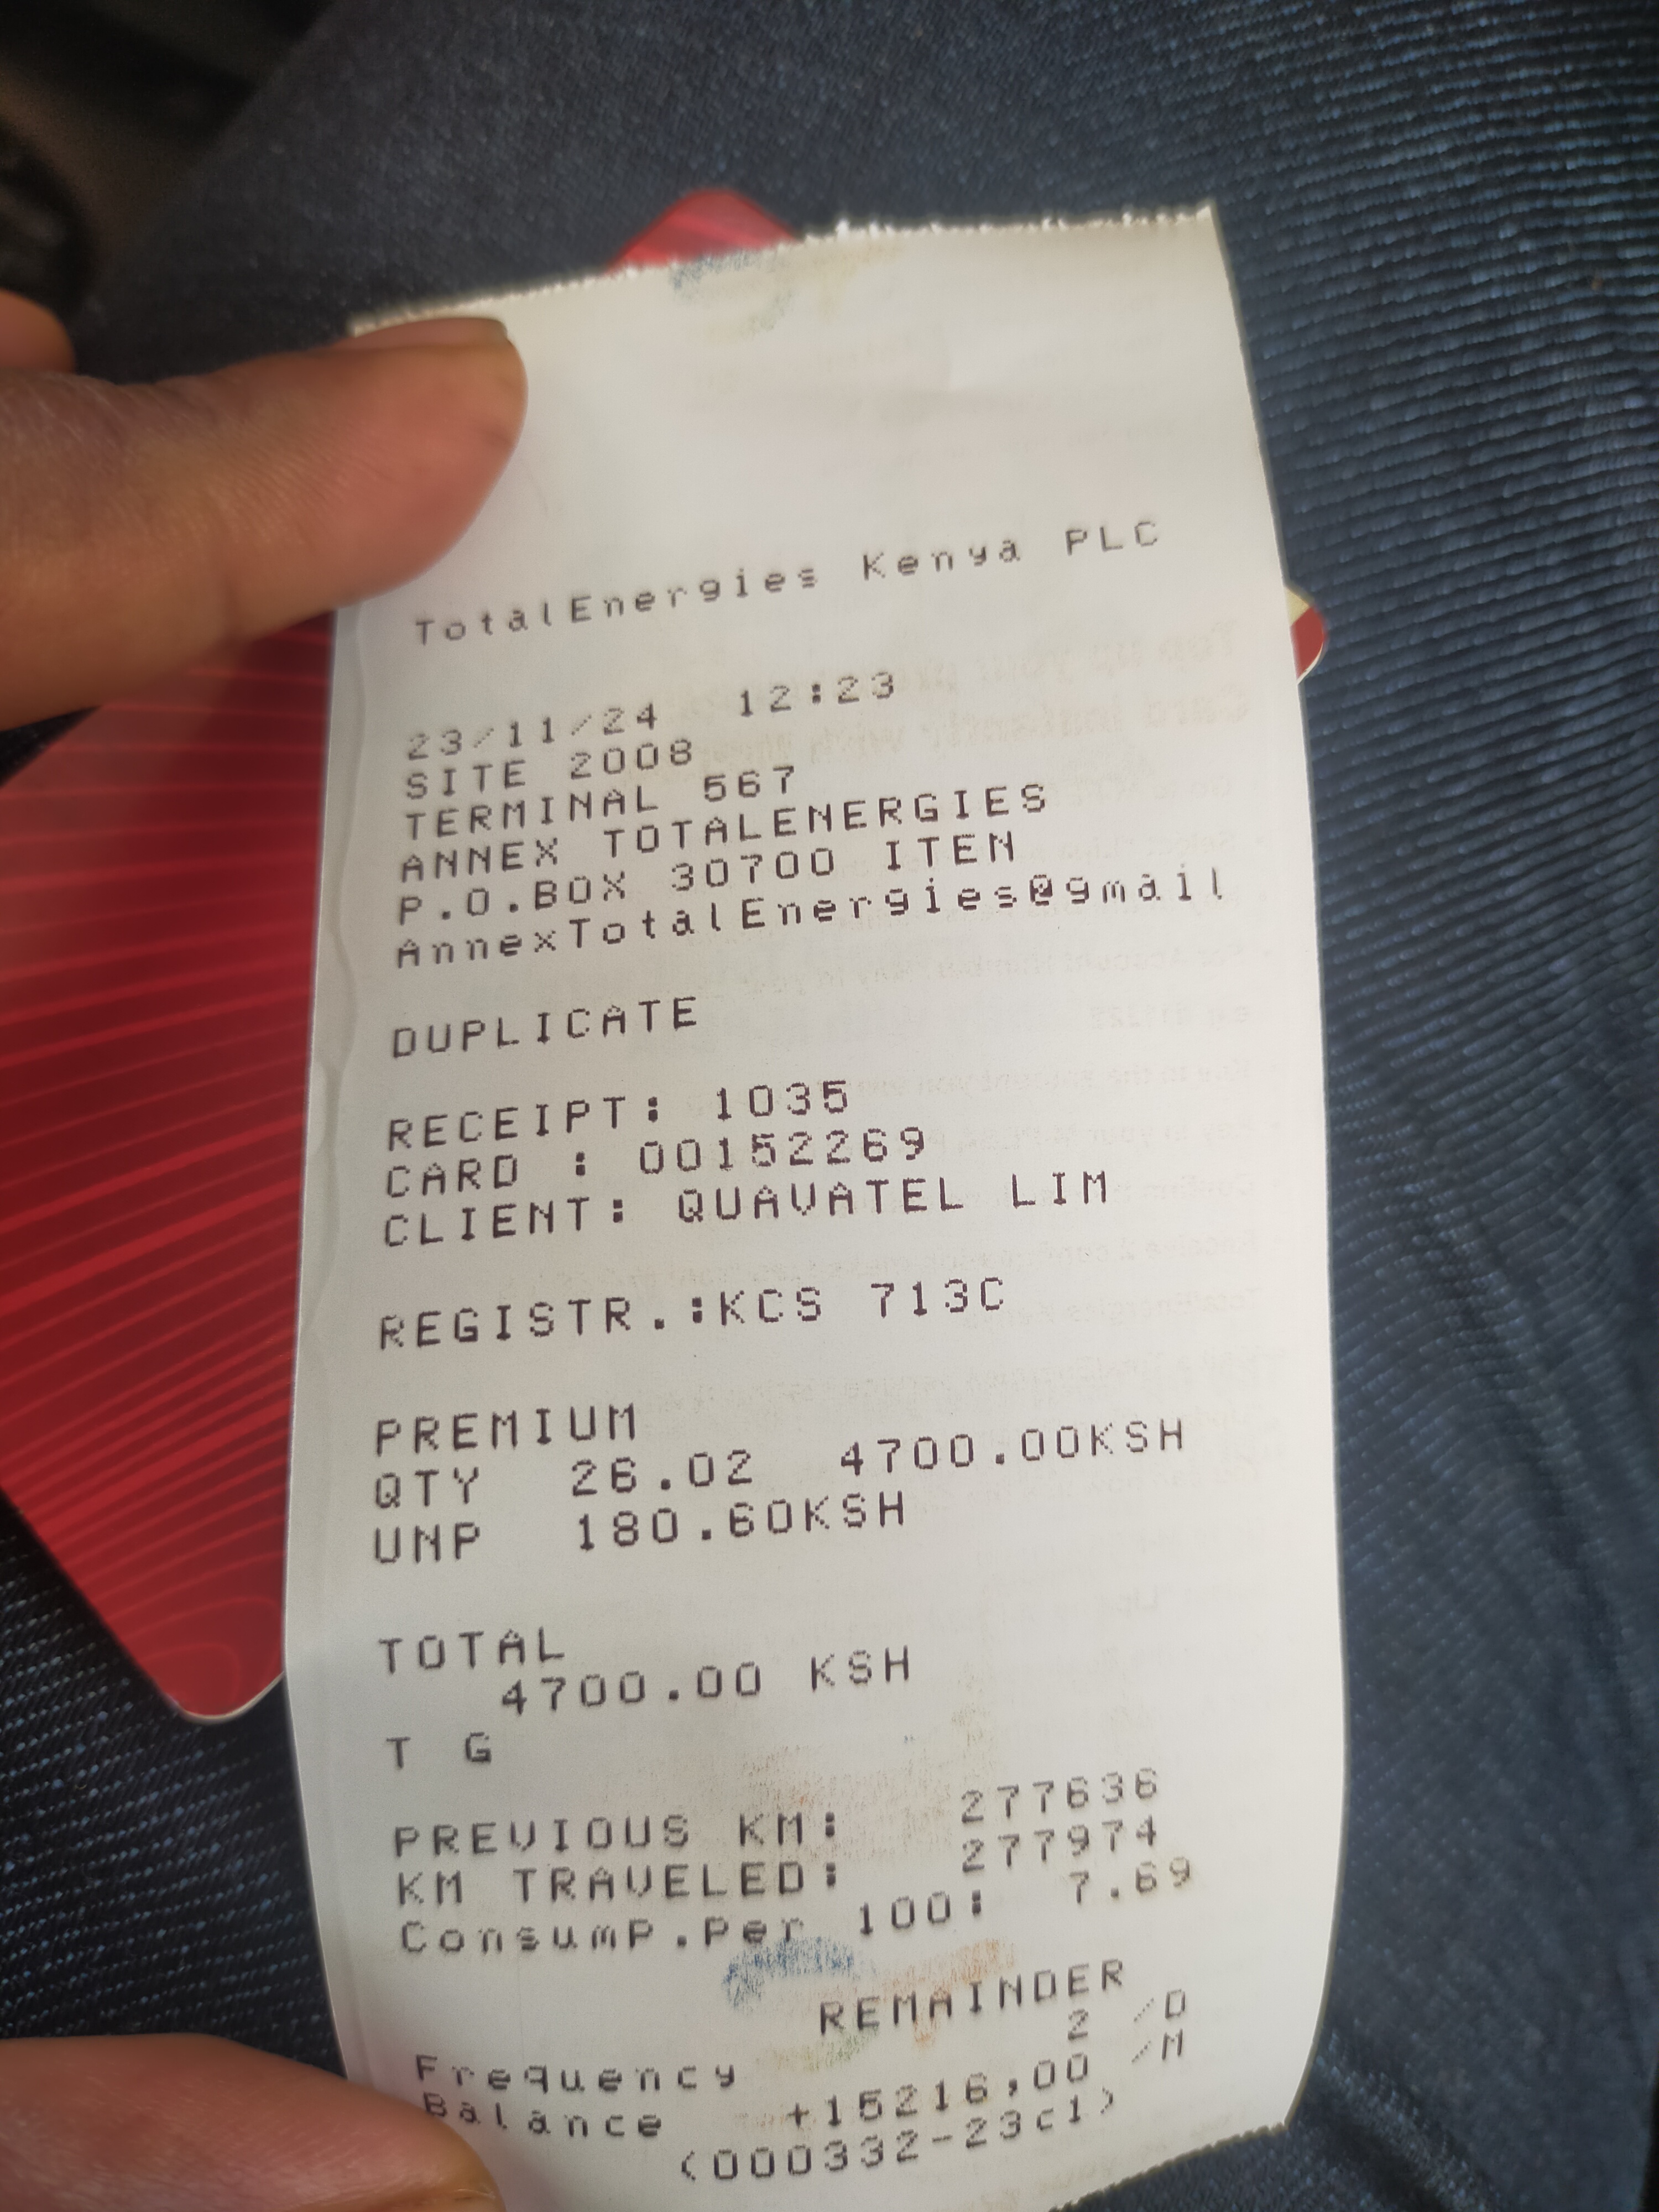 TotalEnergies Kenya PLC
23/11/24 12:23
SITE 2008
TERMINAL 567
ANNEX TOTALENERGIES
P.O.BOX 30700 ITEN
AnnexTotalEnergies@gmail
DUPLICATE
RECEIPT: 1035
CARD : 00152269
CLIENT: QUAVATEL LIM
REGISTR.:KCS 713C
PREMIUM
QTY 26.02 4700.00KSH
UNP 180.60KSH
TOTAL
4700.00 KSH
T G
PREVIOUS KM: 277636
KM TRAVELED: 277974
Consump.Per 100: 7.69
REMAINDER
Frequency 2 /D
Balance +15216,00 /M
(000332-23c1)